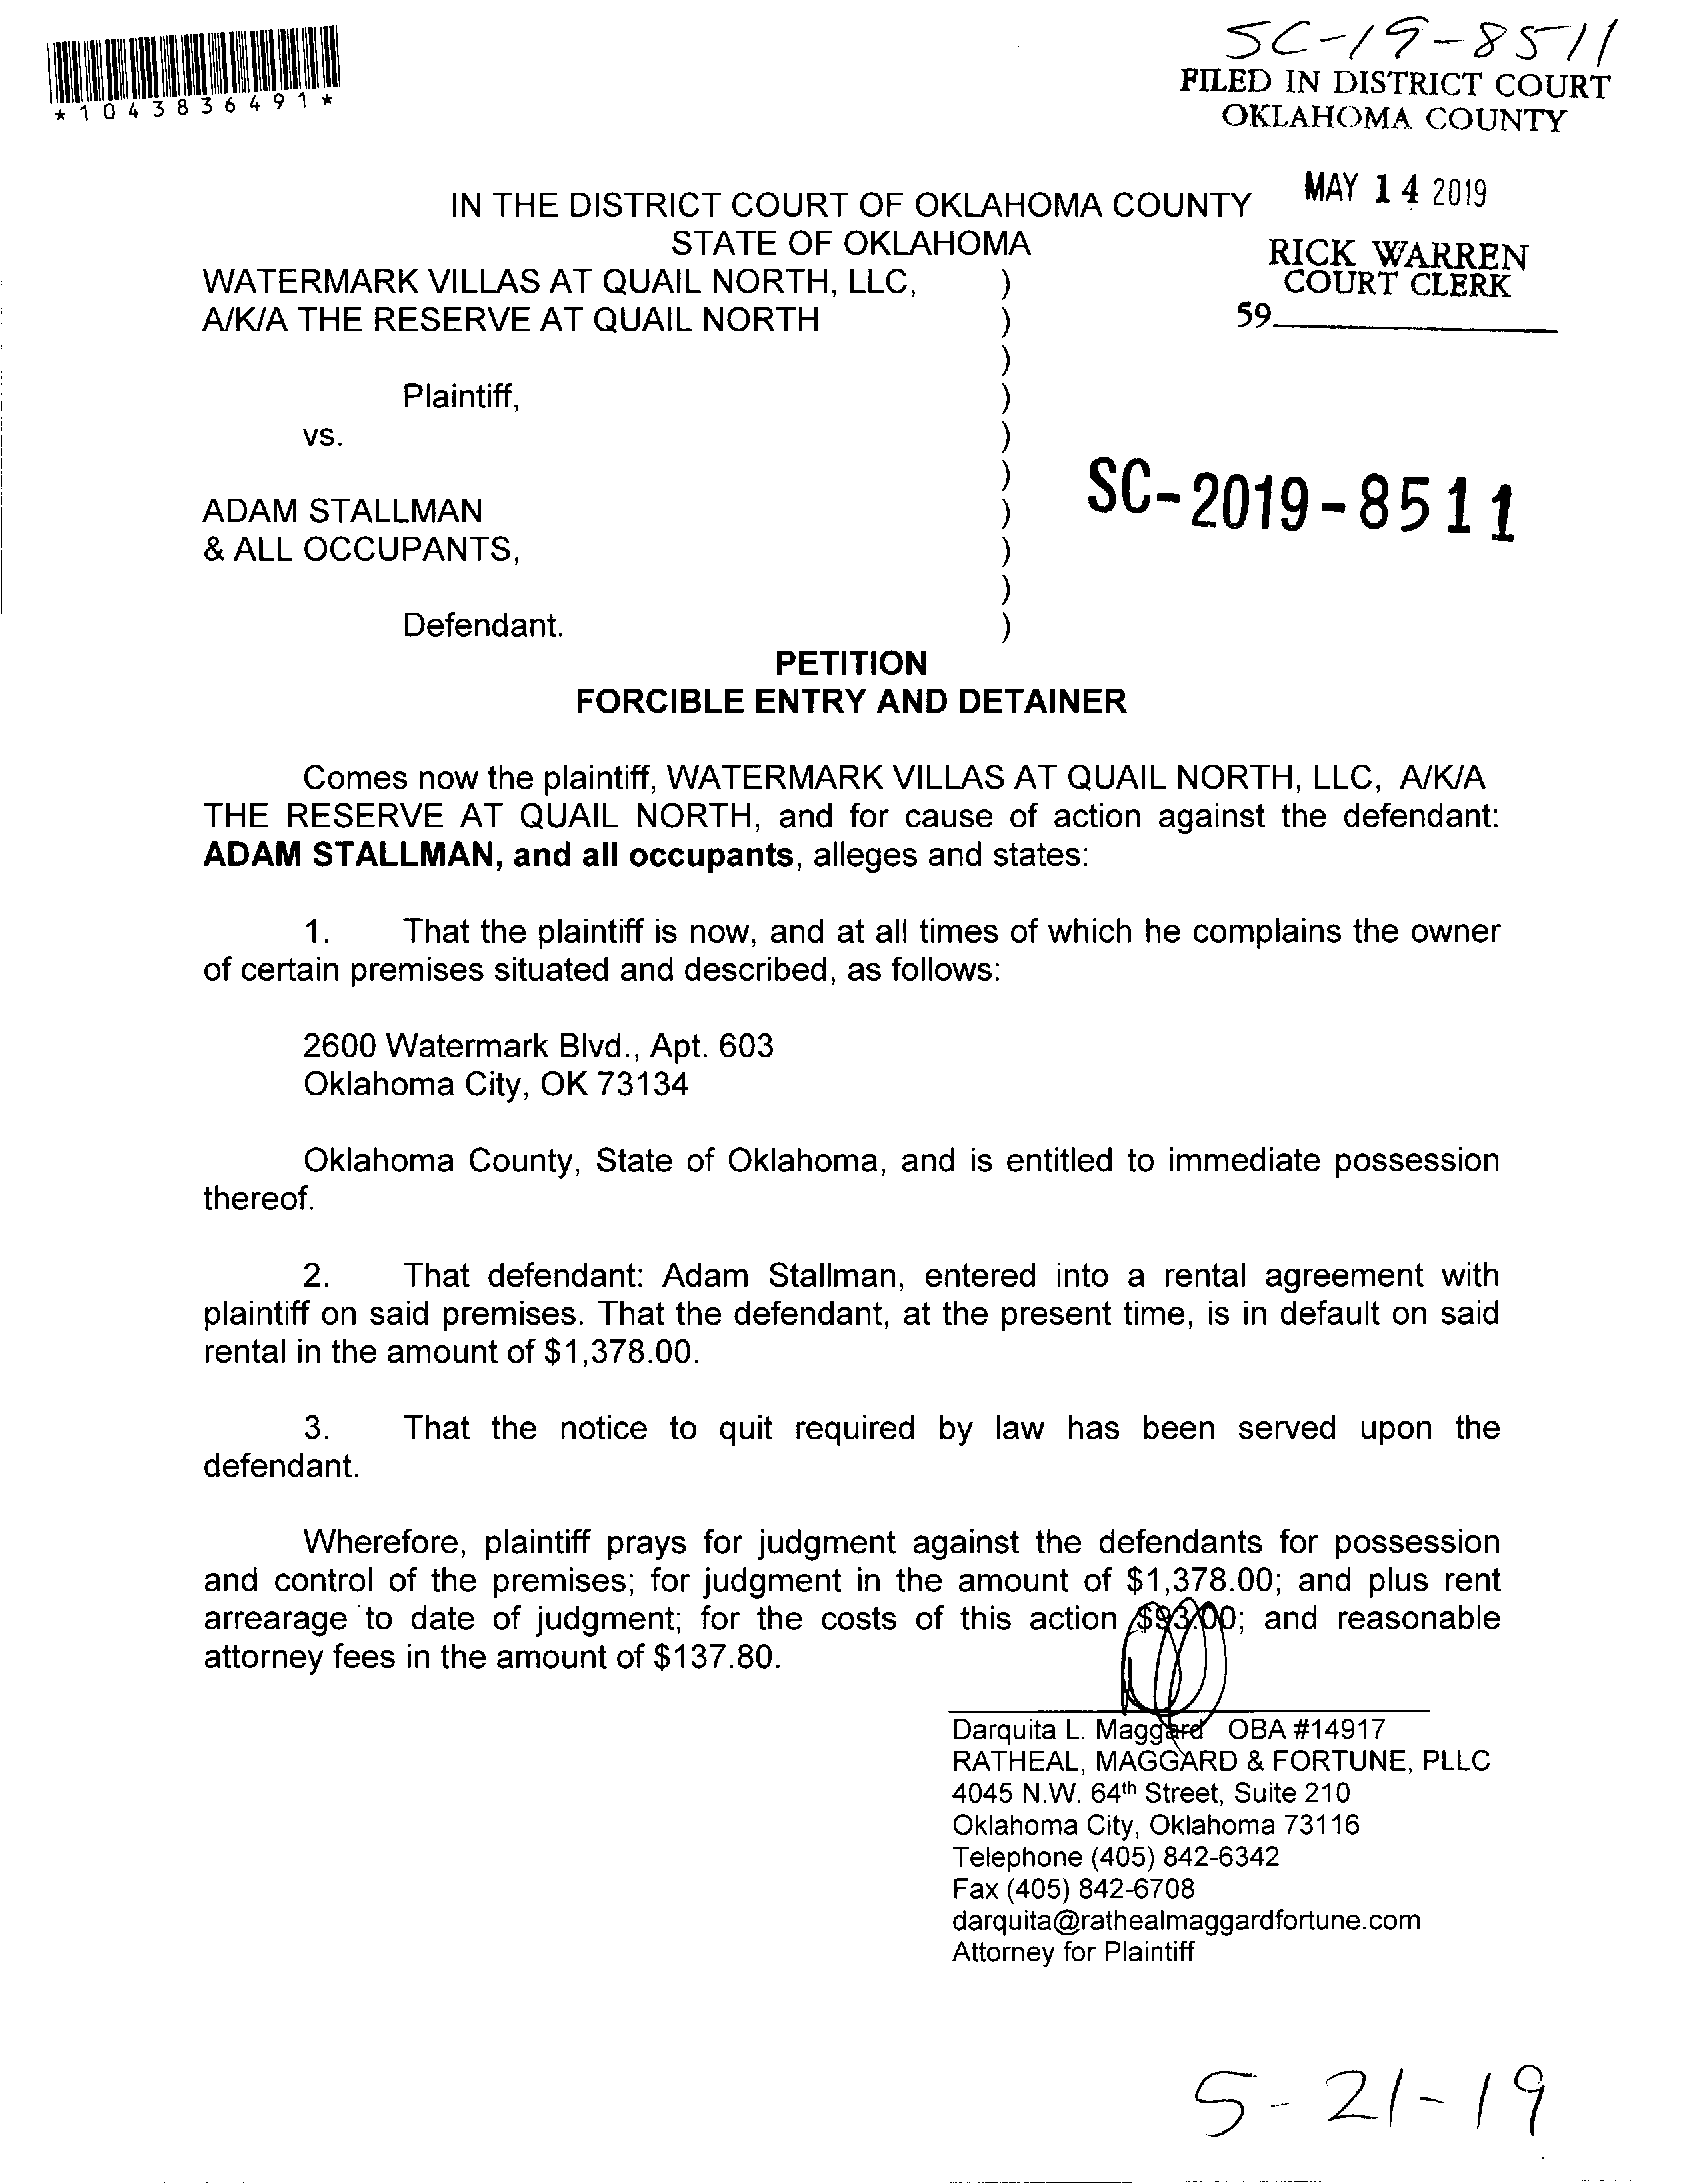 SC-19-8511
*1043836491*
FILED IN DISTRICT COURT
OKLAHOMA COUNTY
MAY 14 2019
RICK WARREN
COURT CLERK
59
IN THE DISTRICT COURT OF OKLAHOMA COUNTY
STATE OF OKLAHOMA
WATERMARK VILLAS AT QUAIL NORTH, LLC, )
A/K/A THE RESERVE AT QUAIL NORTH )
)
Plaintiff, )
vs. )
)
ADAM STALLMAN )
& ALL OCCUPANTS, )
)
Defendant. )
SC-2019-8511
PETITION
FORCIBLE ENTRY AND DETAINER
Comes now the plaintiff, WATERMARK VILLAS AT QUAIL NORTH, LLC, A/K/A
THE RESERVE AT QUAIL NORTH, and for cause of action against the defendant:
ADAM STALLMAN, and all occupants, alleges and states:
1. That the plaintiff is now, and at all times of which he complains the owner
of certain premises situated and described, as follows:
2600 Watermark Blvd., Apt. 603
Oklahoma City, OK 73134
Oklahoma County, State of Oklahoma, and is entitled to immediate possession
thereof.
2. That defendant: Adam Stallman, entered into a rental agreement with
plaintiff on said premises. That the defendant, at the present time, is in default on said
rental in the amount of $1,378.00.
3. That the notice to quit required by law has been served upon the
defendant.
Wherefore, plaintiff prays for judgment against the defendants for possession
and control of the premises; for judgment in the amount of $1,378.00; and plus rent
arrearage to date of judgment; for the costs of this action $93.00; and reasonable
attorney fees in the amount of $137.80.
Darquita L. Maggard OBA #14917
RATHEAL, MAGGARD & FORTUNE, PLLC
4045 N.W. 64th Street, Suite 210
Oklahoma City, Oklahoma 73116
Telephone (405) 842-6342
Fax (405) 842-6708
darquita@rathealmaggardfortune.com
Attorney for Plaintiff
5-21-19